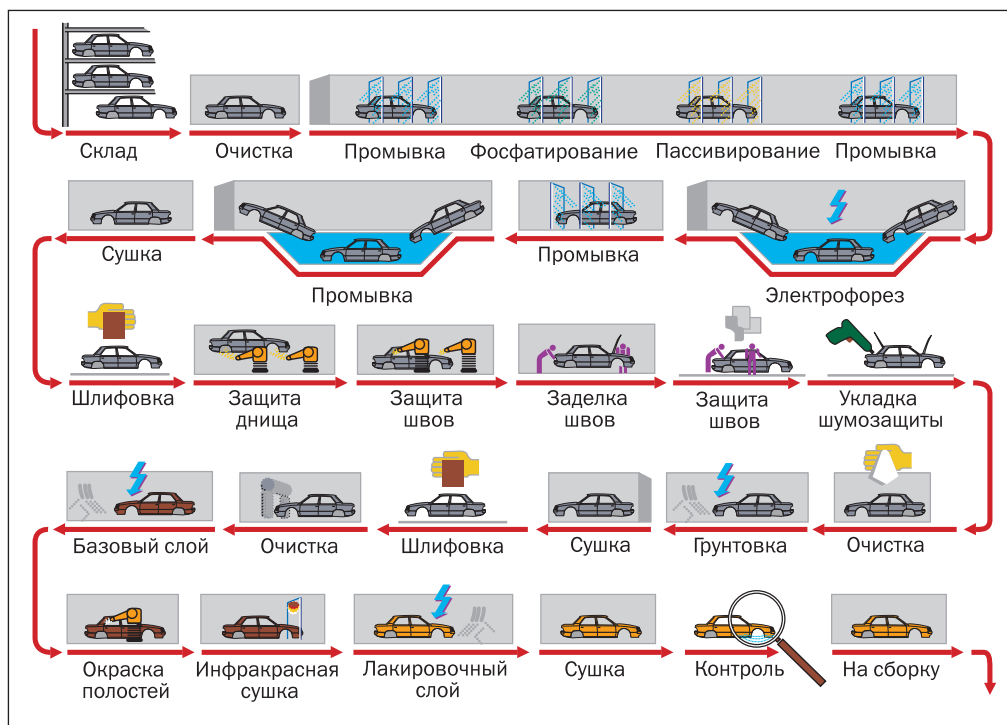 Склад
Очистка
Промывка
Фосфатирование
Пассивирование
Промывка
Сушка
Промывка
Промывка
Электрофорез
Шлифовка
Защита
днища
Защита
швов
Заделка
швов
Защита
швов
Укладка
шумозащиты
Базовый слой
Очистка
Шлифовка
Сушка
Грунтовка
Очистка
Окраска
полостей
Инфракрасная
сушка
Лакировочный
слой
Сушка
Контроль
На сборку